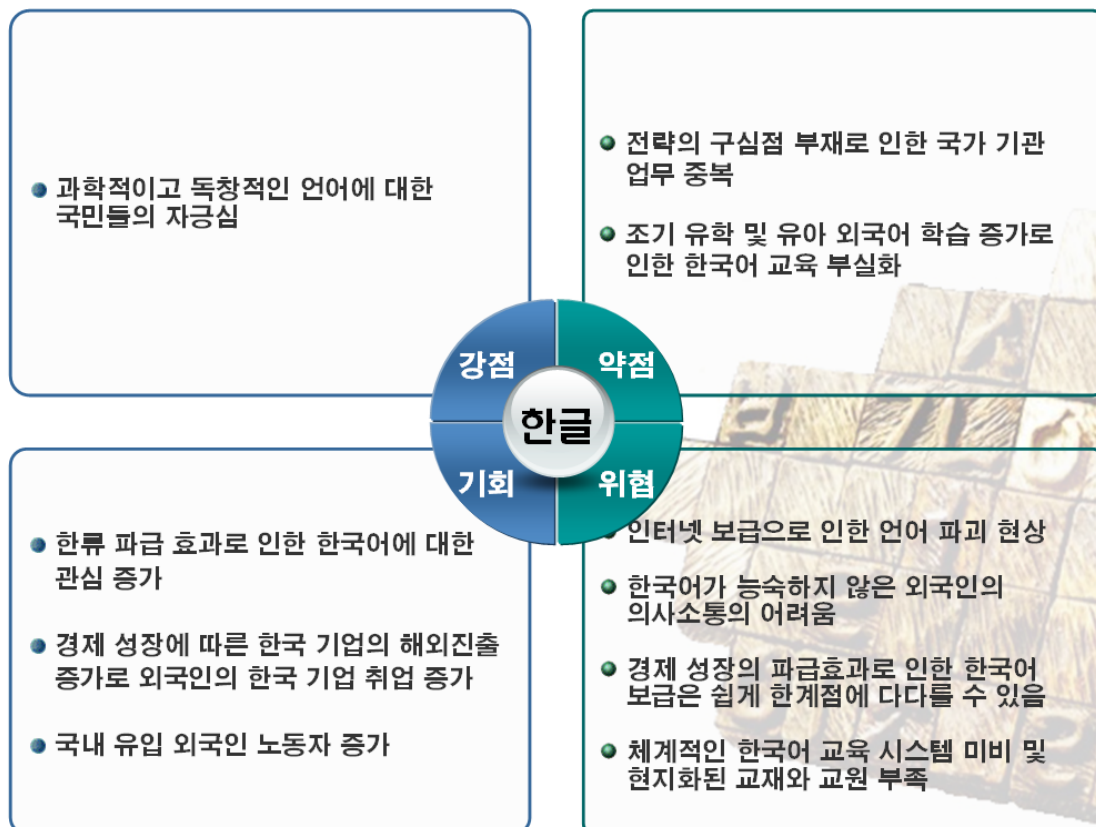 과학적이고 독창적인 언어에 대한
국민들의 자긍심
전략의 구심점 부재로 인한 국가 기관
업무 중복
조기 유학 및 유아 외국어 학습 증가로
인한 한국어 교육 부실화
강점
약점
한글
기회
위협
한류 파급 효과로 인한 한국어에 대한
관심 증가
경제 성장에 따른 한국 기업의 해외진출
증가로 외국인의 한국 기업 취업 증가
국내 유입 외국인 노동자 증가
인터넷 보급으로 인한 언어 파괴 현상
한국어가 능숙하지 않은 외국인의
의사소통의 어려움
경제 성장의 파급효과로 인한 한국어
보급은 쉽게 한계점에 다다를 수 있음
체계적인 한국어 교육 시스템 미비 및
현지화된 교재와 교원 부족